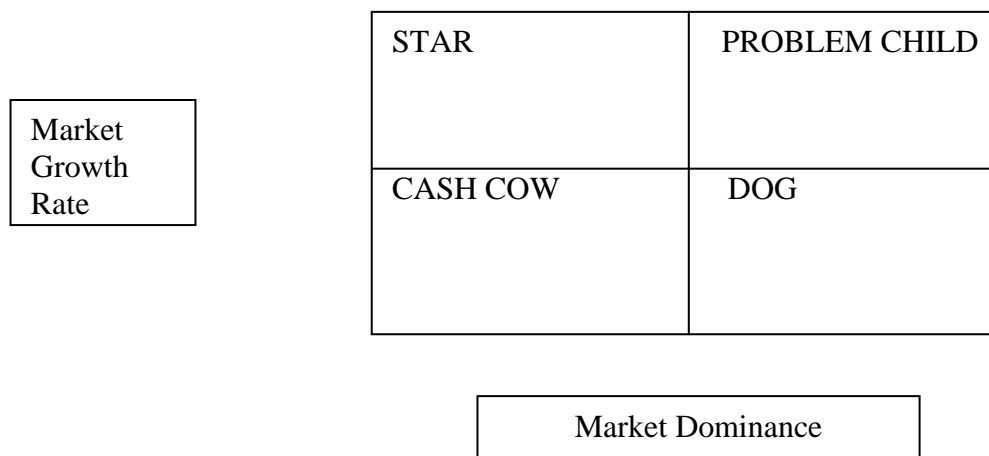 STAR
PROBLEM CHILD
Market
Growth
Rate
CASH COW
DOG
Market Dominance